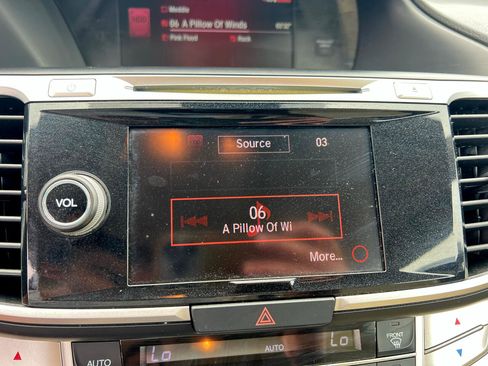 Meddle
06 A Pillow Of Winds
Pink Floyd Rock
Source 03
VOL
06
A Pillow Of Wi
More...
FRONT
AUTO Lo AUTO Lo